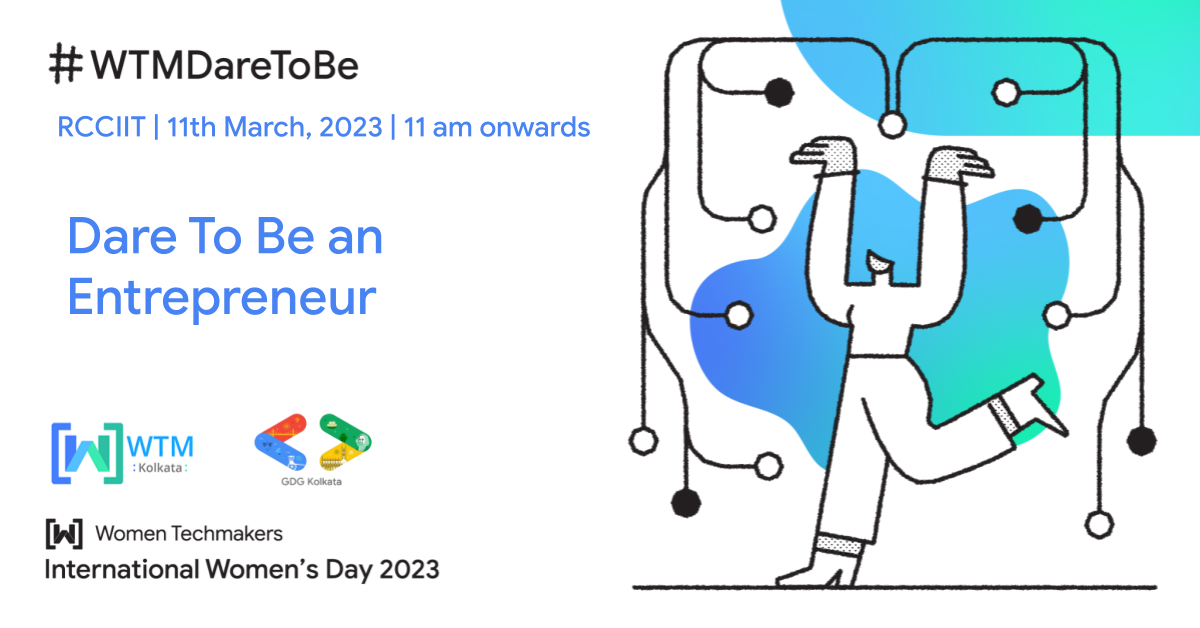 #WTMDareToBe
RCCIIT | 11th March, 2023 | 11 am onwards
Dare To Be an
Entrepreneur
[W] WTM
: Kolkata :
GDG Kolkata
[W] Women Techmakers
International Women's Day 2023